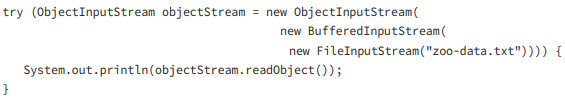 try (ObjectInputStream objectStream = new ObjectInputStream(
new BufferedInputStream(
new FileInputStream("zoo-data.txt")))) {
System.out.println(objectStream.readObject());
}